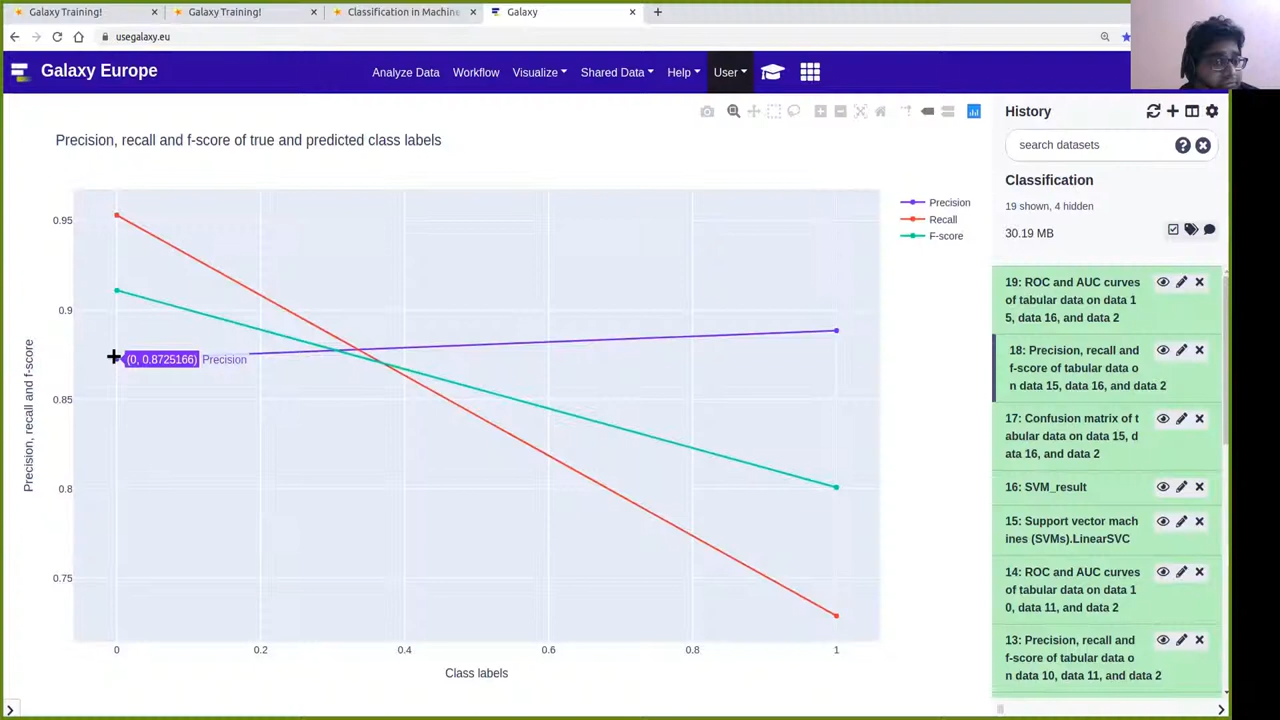 Galaxy Training!
Galaxy Training!
Classification in Machine
Galaxy
usegalaxy.eu
Galaxy Europe
Analyze Data Workflow Visualize Shared Data Help User
Precision, recall and f-score of true and predicted class labels
Precision
Recall
F-score
0.95
0.9
0.85
0.8
0.75
(0, 0.8725166) Precision
Precision, recall and f-score
0 0.2 0.4 0.6 0.8 1
Class labels
History
search datasets
Classification
19 shown, 4 hidden
30.19 MB
19: ROC and AUC curves
of tabular data on data 1
5, data 16, and data 2
18: Precision, recall and
f-score of tabular data o
n data 15, data 16, and data 2
17: Confusion matrix of t
abular data on data 15, d
ata 16, and data 2
16: SVM_result
15: Support vector mach
ines (SVMs).LinearSVC
14: ROC and AUC curves
of tabular data on data 1
0, data 11, and data 2
13: Precision, recall and
f-score of tabular data o
n data 10, data 11, and data 2